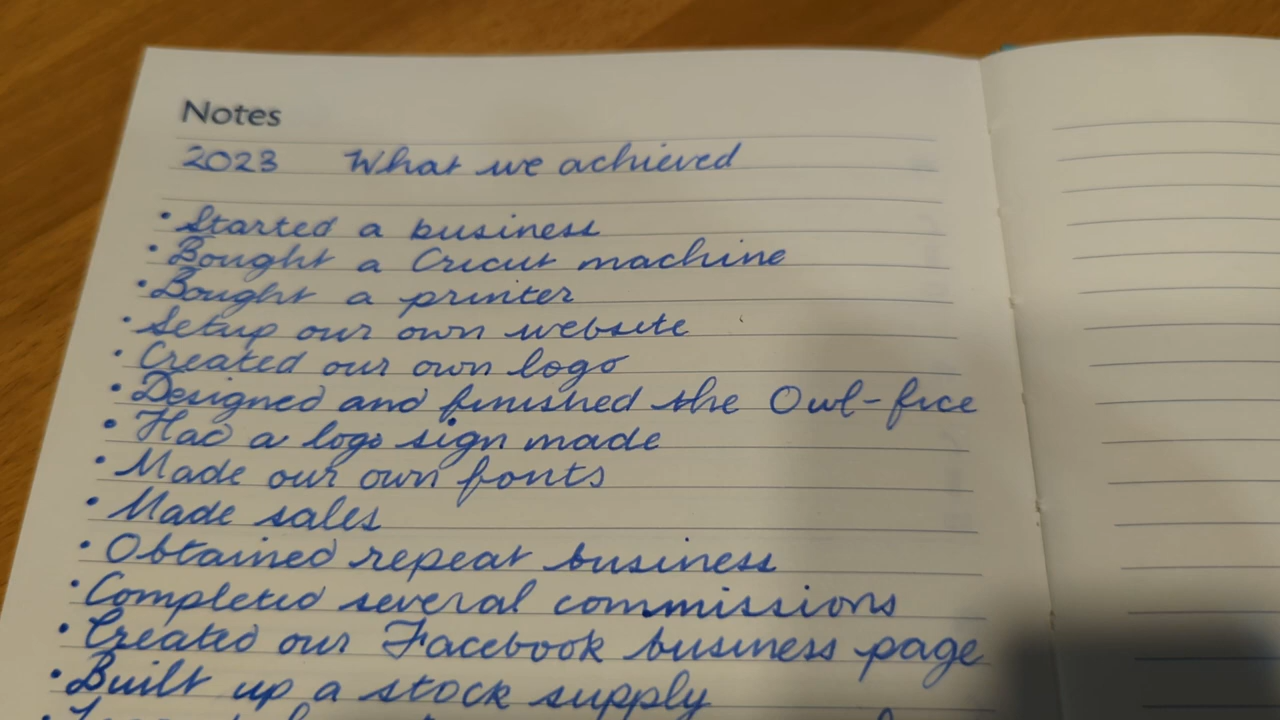 Notes
2023 What we achieved
• Started a business
• Bought a Cricut machine
• Bought a printer
• Setup our own website
• Created our own logo
• Designed and finished the Owl-fice
• Had a logo sign made
• Made our own fonts
• Made sales
• Obtained repeat business
• Completed several commissions
• Created our Facebook business page
• Built up a stock supply